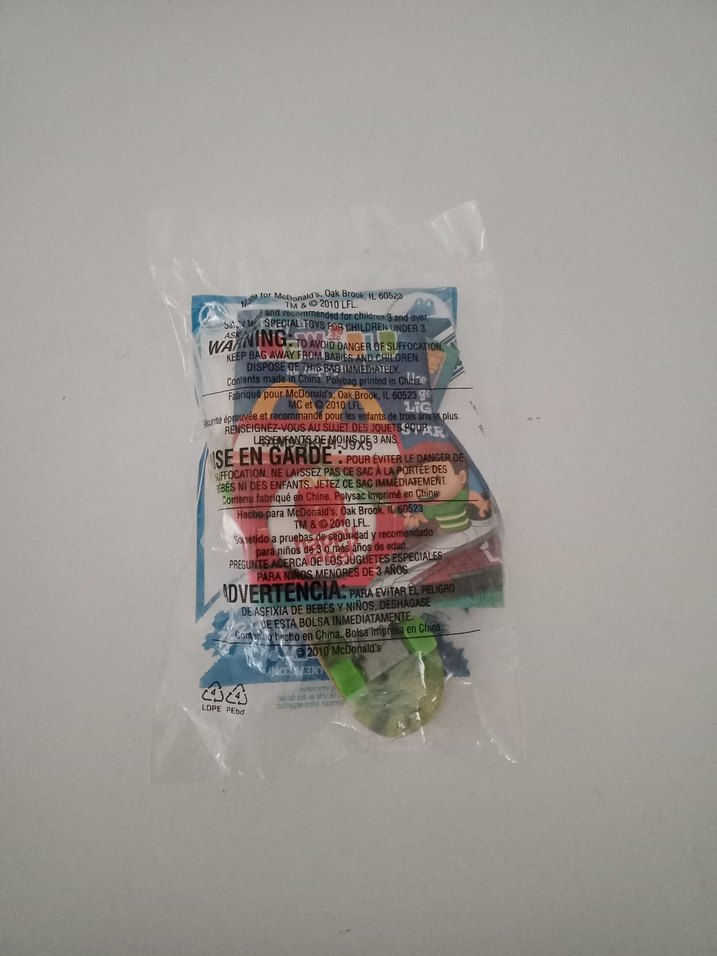 Made for McDonald's, Oak Brook, IL 60523
TM & © 2010 LFL.
and recommended for children 3 and over.
SPECIAL TOYS FOR CHILDREN UNDER 3.
WARNING: TO AVOID DANGER OF SUFFOCATION,
KEEP BAG AWAY FROM BABIES AND CHILDREN.
DISPOSE OF THIS BAG IMMEDIATELY.
Contents made in China. Polybag printed in China.
Fabriqué pour McDonald's, Oak Brook, IL 60523
MC et © 2010 LFL.
éprouvée et recommandé pour les enfants de trois ans et plus.
RENSEIGNEZ-VOUS AU SUJET DES JOUETS POUR
LES ENFANTS DE MOINS DE 3 ANS.
-J9X9
MISE EN GARDE : POUR ÉVITER LE DANGER DE
SUFFOCATION, NE LAISSEZ PAS CE SAC À LA PORTÉE DES
BÉBÉS NI DES ENFANTS. JETEZ CE SAC IMMÉDIATEMENT.
Contenu fabriqué en Chine. Polysac imprimé en Chine
Hecho para McDonald's, Oak Brook, IL 60523
TM & © 2010 LFL.
Sometido a pruebas de seguridad y recomendado
para niños de 3 o más años de edad.
PREGUNTE ACERCA DE LOS JUGUETES ESPECIALES
PARA NIÑOS MENORES DE 3 AÑOS.
ADVERTENCIA: PARA EVITAR EL PELIGRO
DE ASFIXIA DE BEBÉS Y NIÑOS, DESHÁGASE
DE ESTA BOLSA INMEDIATAMENTE.
Contenido hecho en China. Bolsa impresa en China
© 2010 McDonald's
4 4
LDPE PEbd